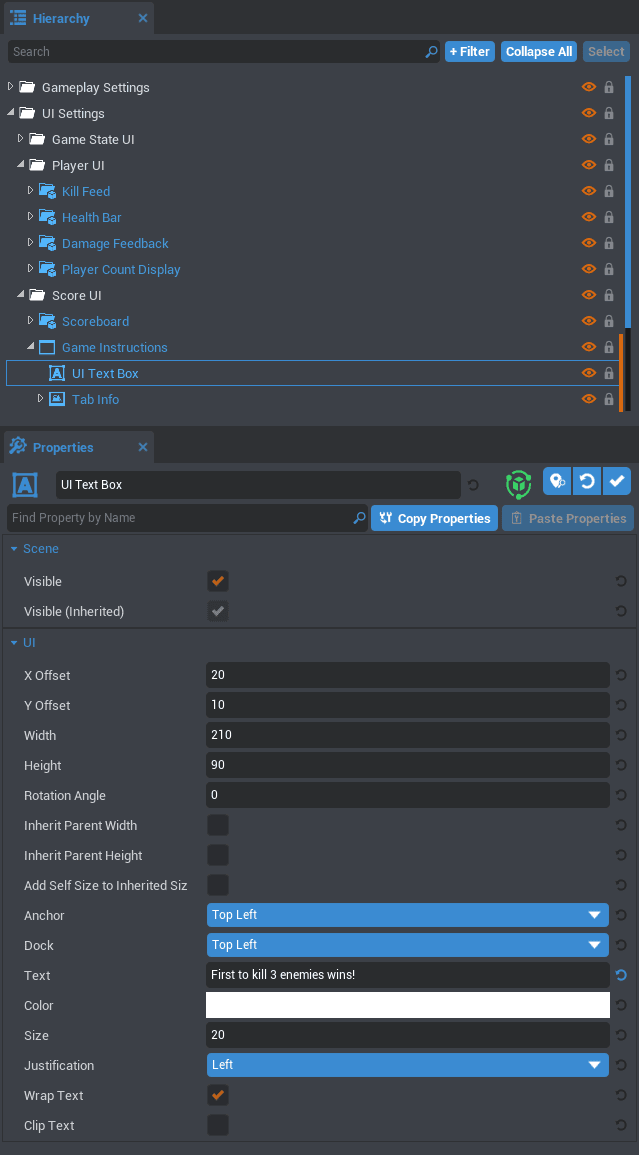 Hierarchy
Search + Filter Collapse All Select
Gameplay Settings
UI Settings
Game State UI
Player UI
Kill Feed
Health Bar
Damage Feedback
Player Count Display
Score UI
Scoreboard
Game Instructions
A UI Text Box
Tab Info
Properties
A UI Text Box
Find Property by Name Copy Properties Paste Properties
Scene
Visible
Visible (Inherited)
UI
X Offset 20
Y Offset 10
Width 210
Height 90
Rotation Angle 0
Inherit Parent Width
Inherit Parent Height
Add Self Size to Inherited Siz
Anchor Top Left
Dock Top Left
Text First to kill 3 enemies wins!
Color
Size 20
Justification Left
Wrap Text
Clip Text